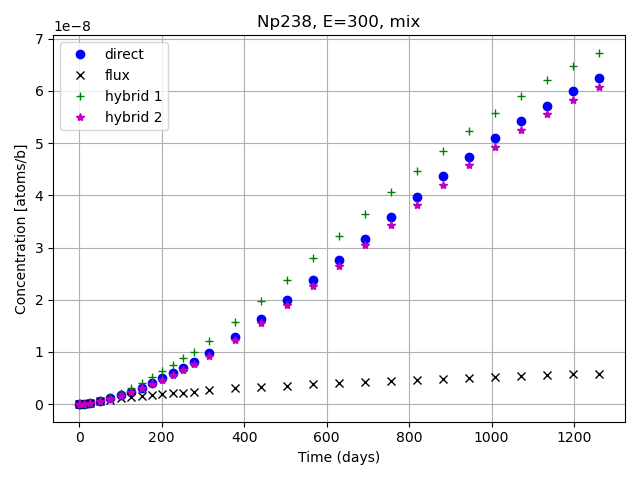 Np238, E=300, mix
1e−8
direct
flux
hybrid 1
hybrid 2
Concentration [atoms/b]
7
6
5
4
3
2
1
0
0 200 400 600 800 1000 1200
Time (days)